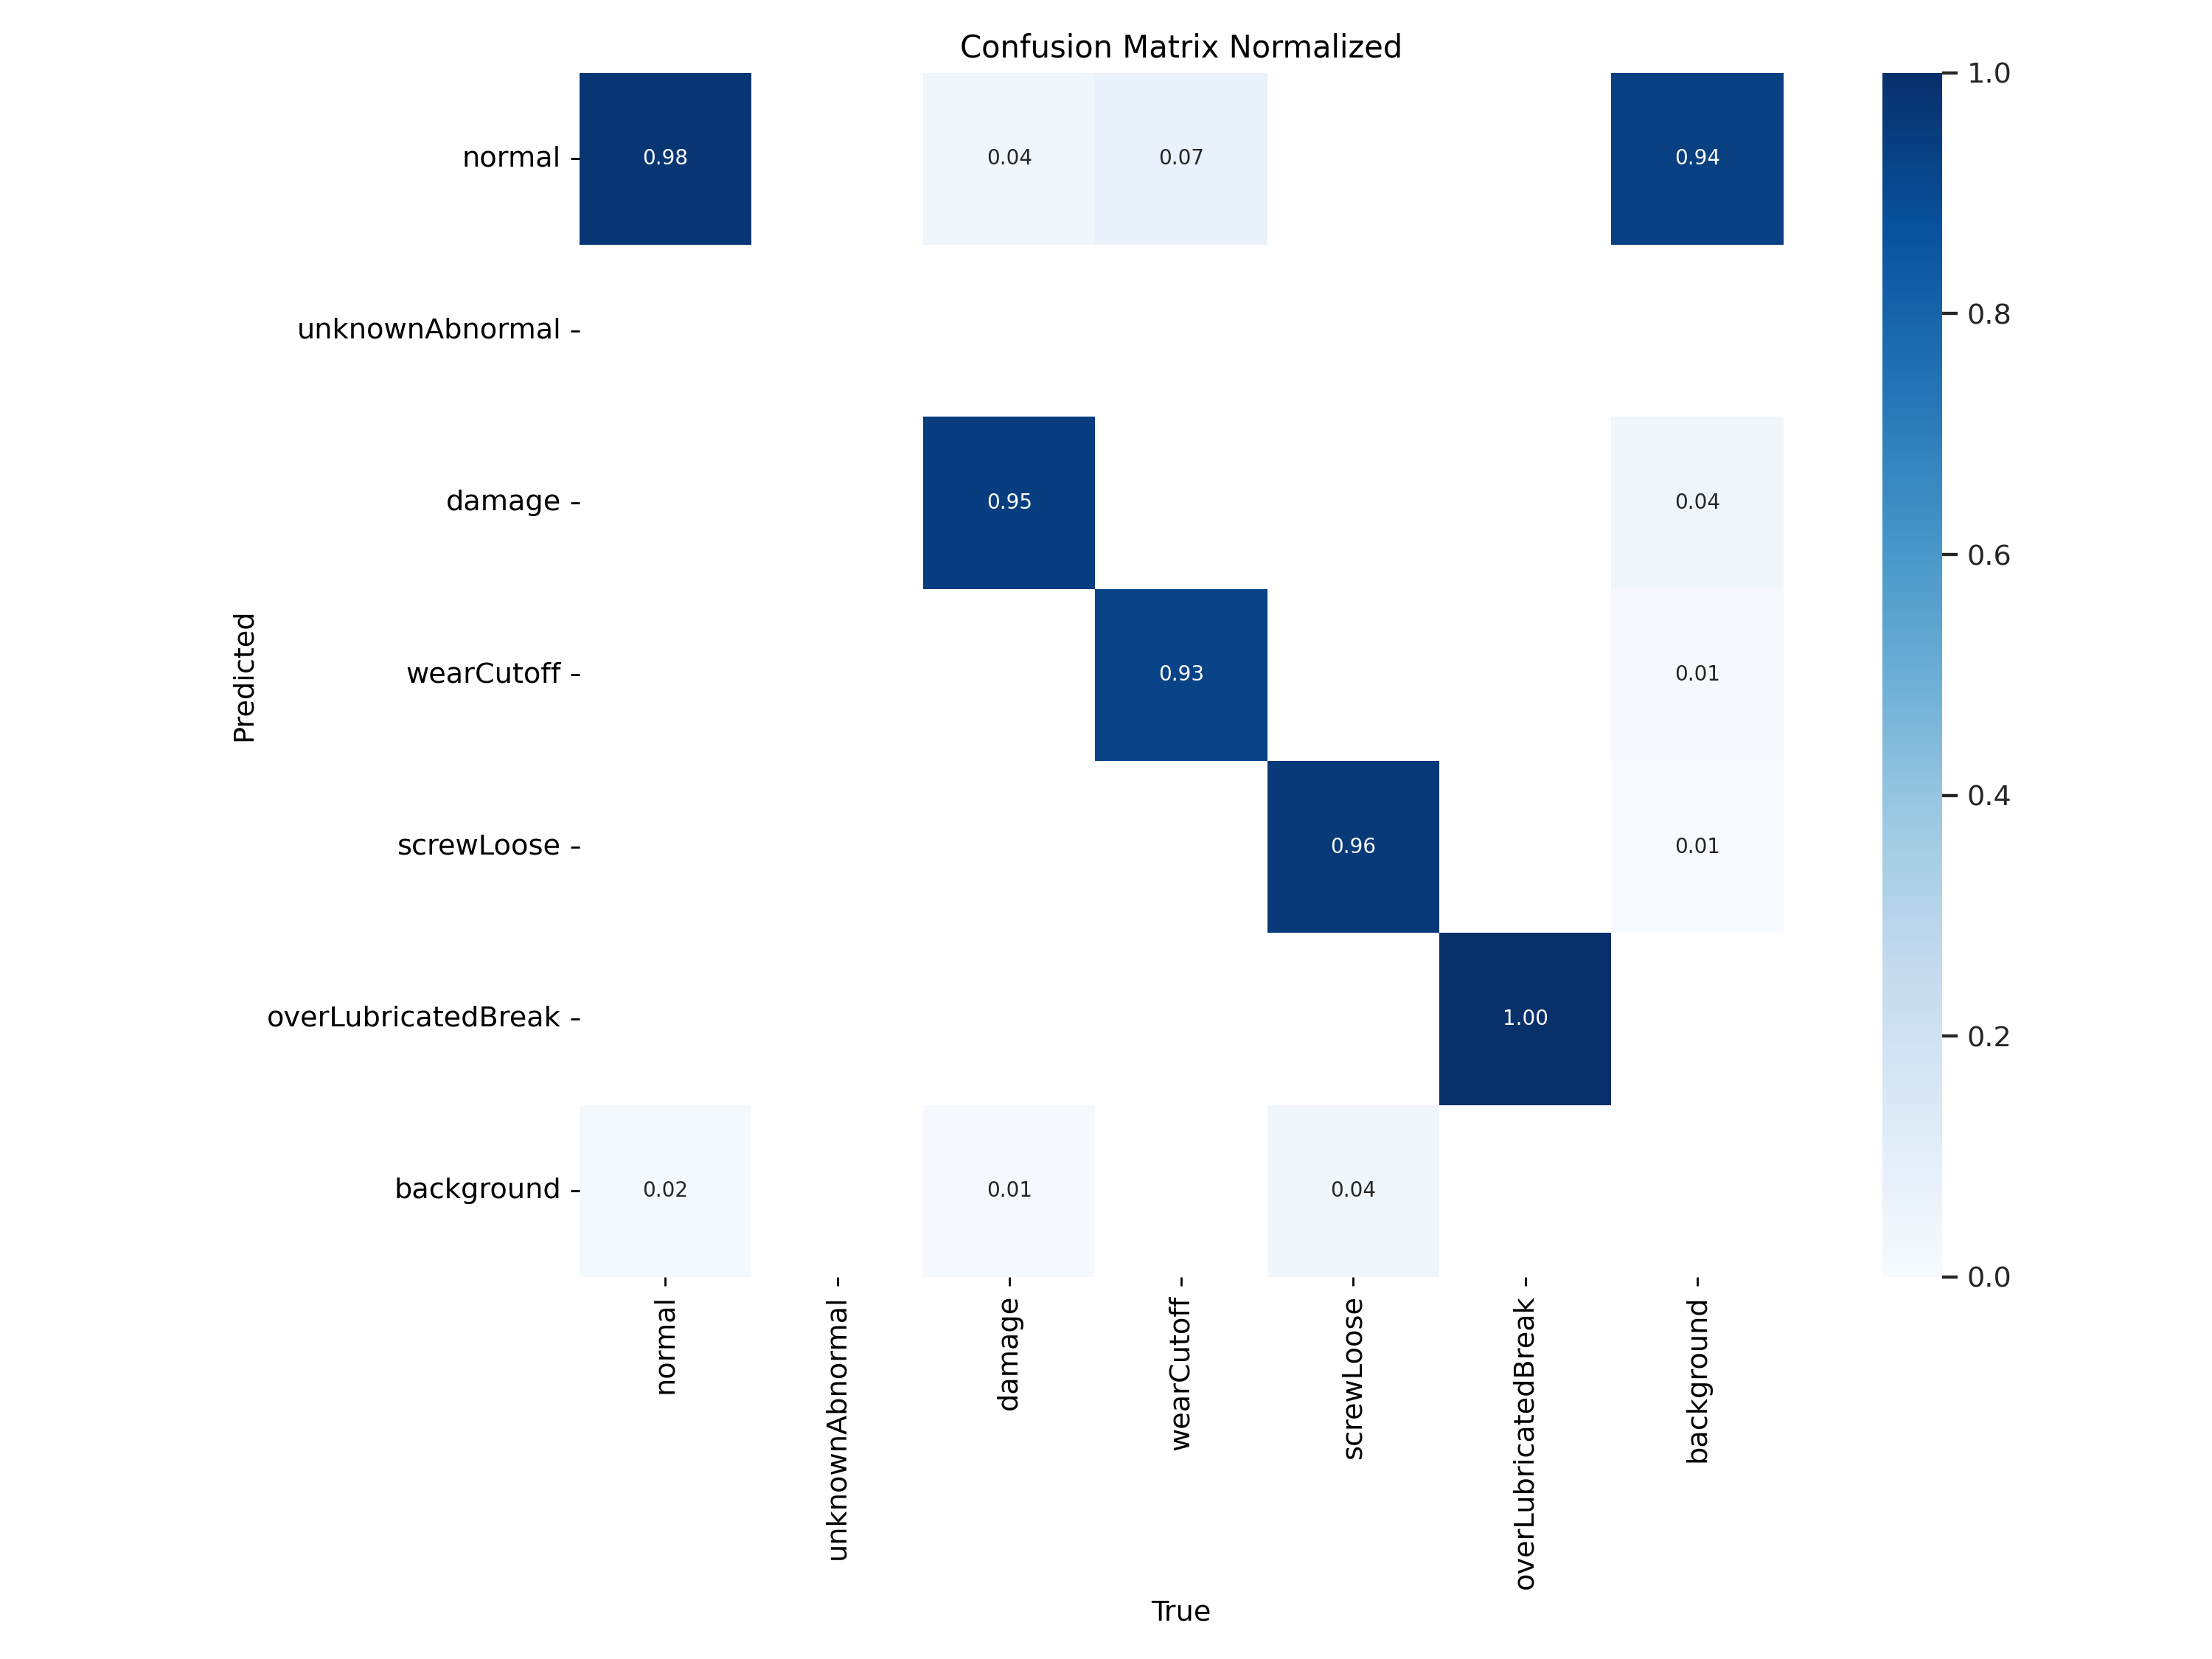 Confusion Matrix Normalized
normal
0.98
0.04
0.07
0.94
unknownAbnormal
damage
0.95
0.04
wearCutoff
0.93
0.01
screwLoose
0.96
0.01
overLubricatedBreak
1.00
background
0.02
0.01
0.04
Predicted
normal
unknownAbnormal
damage
wearCutoff
screwLoose
overLubricatedBreak
background
True
1.0
0.8
0.6
0.4
0.2
0.0